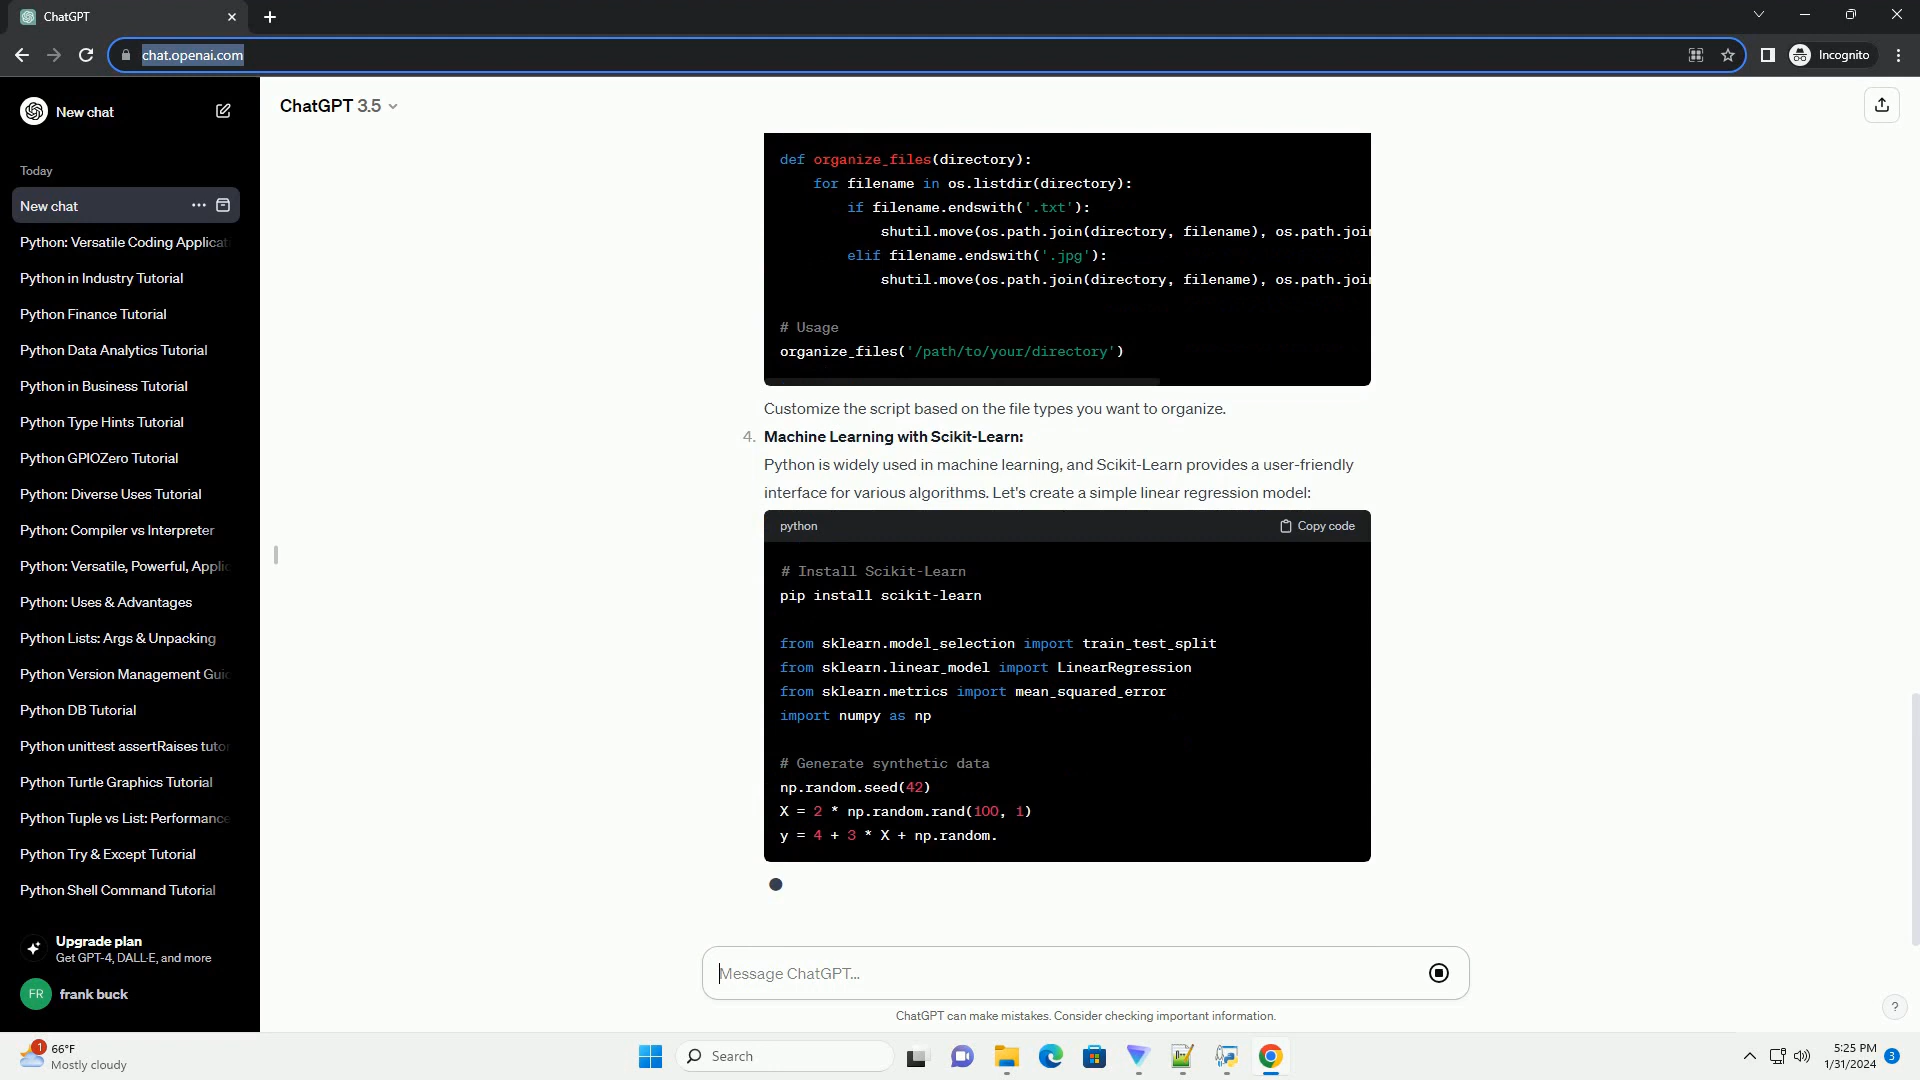 ChatGPT
chat.openai.com
Incognito
New chat
Today
New chat
Python: Versatile Coding Applicat
Python in Industry Tutorial
Python Finance Tutorial
Python Data Analytics Tutorial
Python in Business Tutorial
Python Type Hints Tutorial
Python GPIOZero Tutorial
Python: Diverse Uses Tutorial
Python: Compiler vs Interpreter
Python: Versatile, Powerful, Applic
Python: Uses & Advantages
Python Lists: Args & Unpacking
Python Version Management Guid
Python DB Tutorial
Python unittest assertRaises tutor
Python Turtle Graphics Tutorial
Python Tuple vs List: Performance
Python Try & Except Tutorial
Python Shell Command Tutorial
Upgrade plan
Get GPT-4, DALL·E, and more
FR frank buck
ChatGPT 3.5
def organize_files(directory):
for filename in os.listdir(directory):
if filename.endswith('.txt'):
shutil.move(os.path.join(directory, filename), os.path.joi
elif filename.endswith('.jpg'):
shutil.move(os.path.join(directory, filename), os.path.joi
# Usage
organize_files('/path/to/your/directory')
Customize the script based on the file types you want to organize.
4. Machine Learning with Scikit-Learn:
Python is widely used in machine learning, and Scikit-Learn provides a user-friendly
interface for various algorithms. Let's create a simple linear regression model:
python Copy code
# Install Scikit-Learn
pip install scikit-learn
from sklearn.model_selection import train_test_split
from sklearn.linear_model import LinearRegression
from sklearn.metrics import mean_squared_error
import numpy as np
# Generate synthetic data
np.random.seed(42)
X = 2 * np.random.rand(100, 1)
y = 4 + 3 * X + np.random.
Message ChatGPT...
ChatGPT can make mistakes. Consider checking important information.
?
1
66°F
Mostly cloudy
Search
5:25 PM
1/31/2024
3